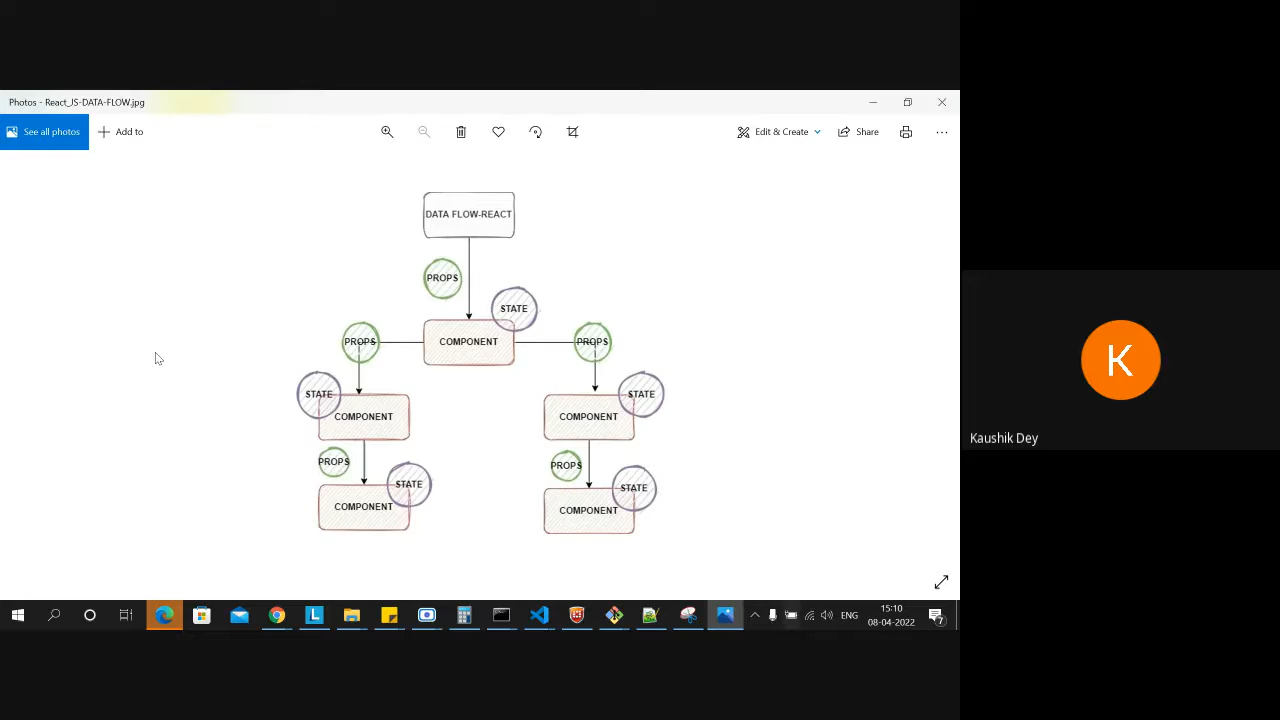 Photos - React_JS-DATA-FLOW.jpg
See all photos
Add to
Edit & Create
Share
DATA FLOW-REACT
PROPS
STATE
PROPS
COMPONENT
PROPS
STATE
COMPONENT
COMPONENT
STATE
PROPS
PROPS
COMPONENT
STATE
COMPONENT
STATE
K
Kaushik Dey
L
ENG
15:10
08-04-2022
7